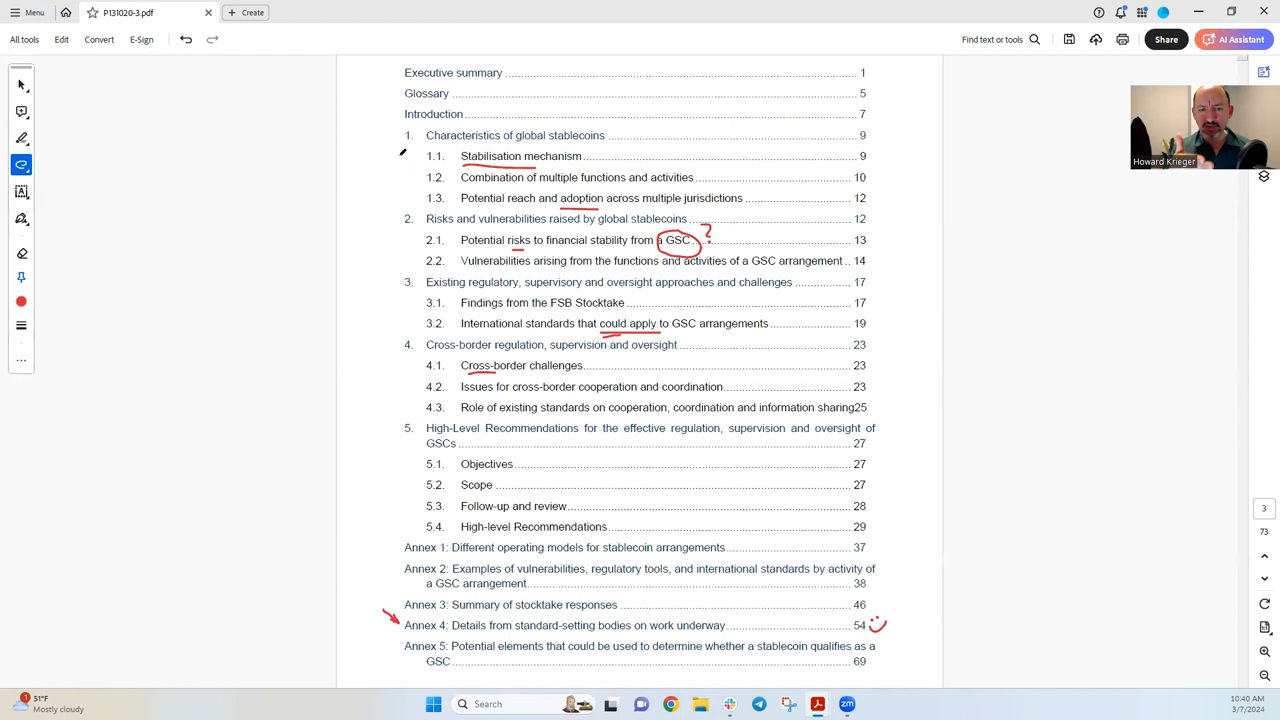 Menu
P131020-3.pdf
Create
All tools
Edit
Convert
E-Sign
Find text or tools
Share
AI Assistant
Executive summary 1
Glossary 5
Introduction 7
1. Characteristics of global stablecoins 9
1.1. Stabilisation mechanism 9
1.2. Combination of multiple functions and activities 10
1.3. Potential reach and adoption across multiple jurisdictions 12
2. Risks and vulnerabilities raised by global stablecoins 12
?
2.1. Potential risks to financial stability from a GSC 13
2.2. Vulnerabilities arising from the functions and activities of a GSC arrangement .. 14
3. Existing regulatory, supervisory and oversight approaches and challenges 17
3.1. Findings from the FSB Stocktake 17
3.2. International standards that could apply to GSC arrangements 19
4. Cross-border regulation, supervision and oversight 23
4.1. Cross-border challenges 23
4.2. Issues for cross-border cooperation and coordination 23
4.3. Role of existing standards on cooperation, coordination and information sharing25
5. High-Level Recommendations for the effective regulation, supervision and oversight of
GSCs 27
5.1. Objectives 27
5.2. Scope 27
5.3. Follow-up and review 28
5.4. High-level Recommendations 29
Annex 1: Different operating models for stablecoin arrangements 37
Annex 2: Examples of vulnerabilities, regulatory tools, and international standards by activity of
a GSC arrangement 38
Annex 3: Summary of stocktake responses 46
Annex 4: Details from standard-setting bodies on work underway 54
Annex 5: Potential elements that could be used to determine whether a stablecoin qualifies as a
GSC 69
Howard Krieger
3
73
1
51°F
Mostly cloudy
Search
zm
10:40 AM
3/7/2024